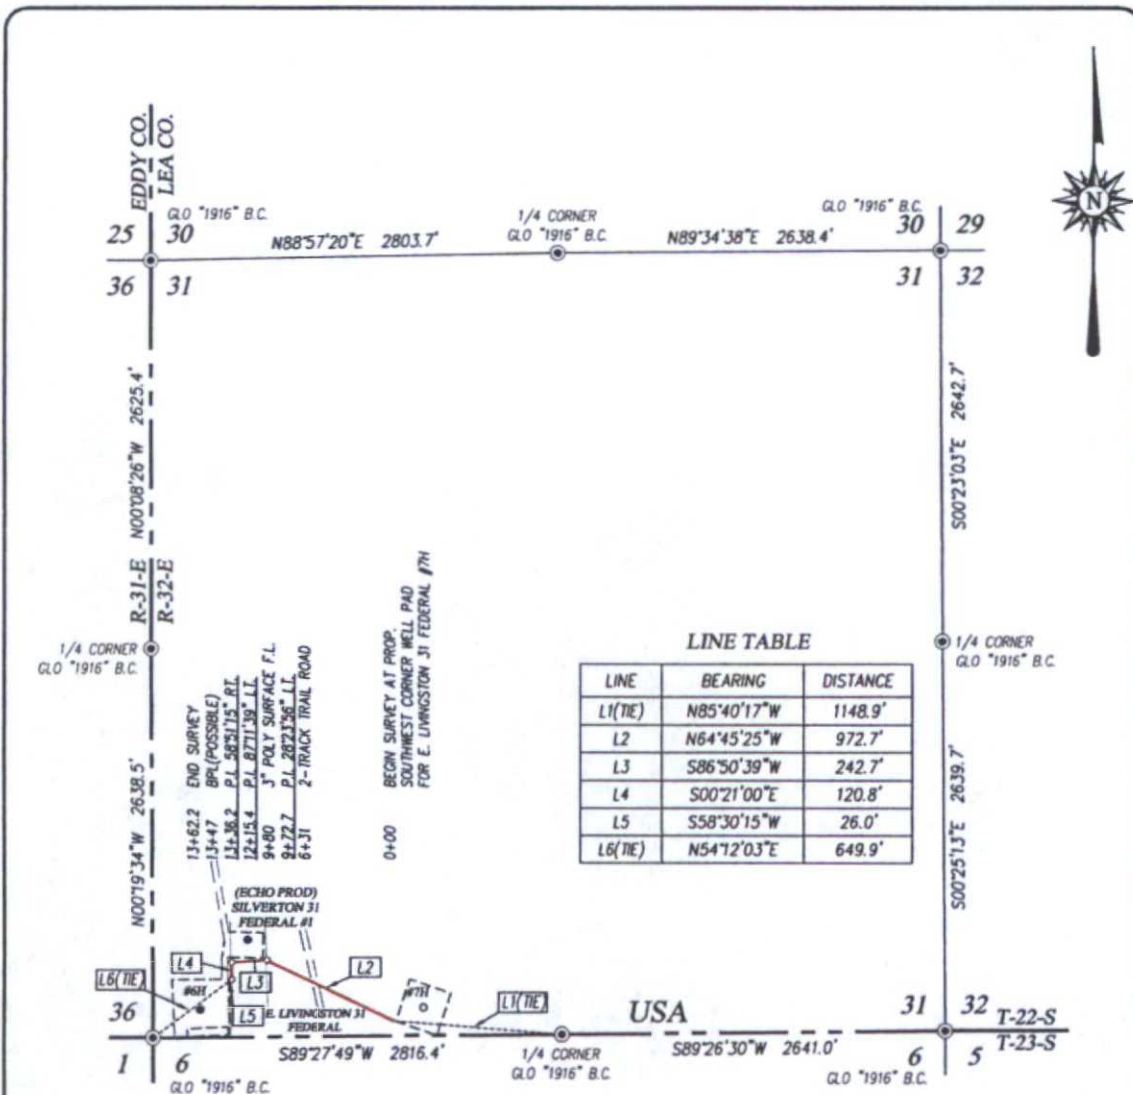 EDDY CO.
LEA CO.
GLO "1916" B.C.
1/4 CORNER
GLO "1916" B.C.
GLO "1916" B.C.
25 30
N88°57'20"E 2803.7'
N89°34'38"E 2638.4'
30 29
36 31
31 32
N
N00°08'26"W 2625.4'
S00°23'03"E 2642.7'
R-31-E
R-32-E
1/4 CORNER
GLO "1916" B.C.
1/4 CORNER
GLO "1916" B.C.
N00°19'34"W 2638.5'
S00°25'13"E 2639.7'
13+62.2 END SURVEY
13+47 BPL(POSSIBLE)
13+36.2 P.I. 58°51'15" RT.
12+15.4 P.I. 87°11'39" LT.
9+80 3" POLY SURFACE F.L.
9+72.7 P.I. 28°23'56" LT.
6+31 2-TRACK TRAIL ROAD
0+00 BEGIN SURVEY AT PROP.
SOUTHWEST CORNER WELL PAD
FOR E. LIVINGSTON 31 FEDERAL #7H
LINE TABLE
LINE BEARING DISTANCE
L1(TIE) N85°40'17"W 1148.9'
L2 N64°45'25"W 972.7'
L3 S86°50'39"W 242.7'
L4 S00°21'00"E 120.8'
L5 S58°30'15"W 26.0'
L6(TIE) N54°12'03"E 649.9'
(ECHO PROD)
SILVERTON 31
FEDERAL #1
L4
L3
L2
L6(TIE)
#6H
#7H
L1(TIE)
L5
E. LIVINGSTON 31
FEDERAL
USA
36
31 32
T-22-S
T-23-S
1 6
S89°27'49"W 2816.4'
1/4 CORNER
GLO "1916" B.C.
S89°26'30"W 2641.0'
6 5
GLO "1916" B.C.
GLO "1916" B.C.